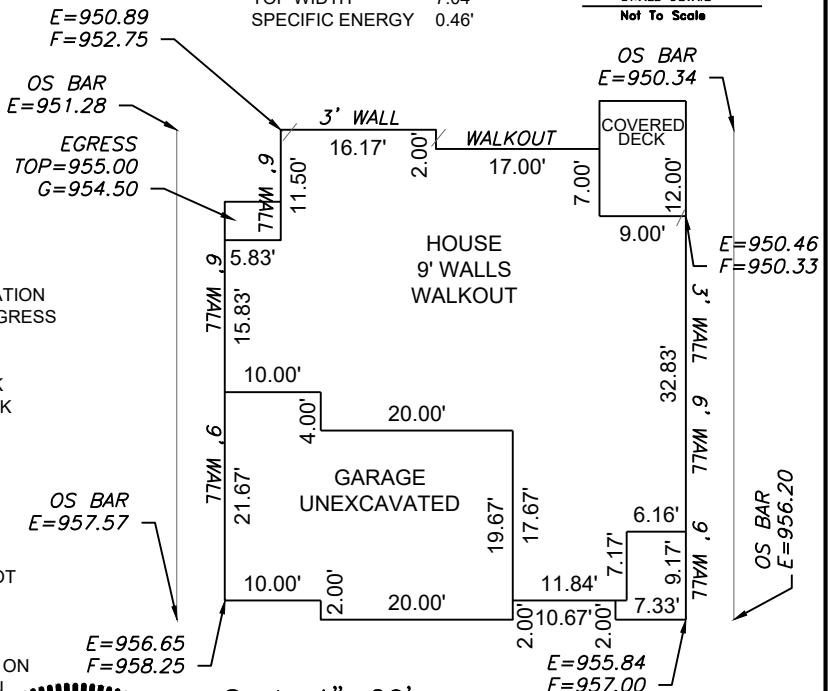 E=950.89
F=952.75
SPECIFIC ENERGY 0.46'
Not To Scale
OS BAR
E=951.28
OS BAR
E=950.34
3' WALL
16.17'
2.00'
WALKOUT
17.00'
COVERED
DECK
EGRESS
TOP=955.00
G=954.50
6' WALL
11.50'
7.00'
12.00'
9.00'
5.83'
HOUSE
9' WALLS
WALKOUT
E=950.46
F=950.33
6' WALL
15.83'
3' WALL
32.83'
ATION
GRESS
K
K
10.00'
4.00'
20.00'
6' WALL
9' WALL
21.67'
GARAGE
UNEXCAVATED
19.67'
17.67'
OS BAR
E=957.57
OS BAR
E=956.20
6.16'
7.17'
9.17'
9' WALL
OT
10.00'
2.00'
20.00'
11.84'
2.00'
10.67'
2.00'
7.33'
E=956.65
F=958.25
E=955.84
F=957.00
ON